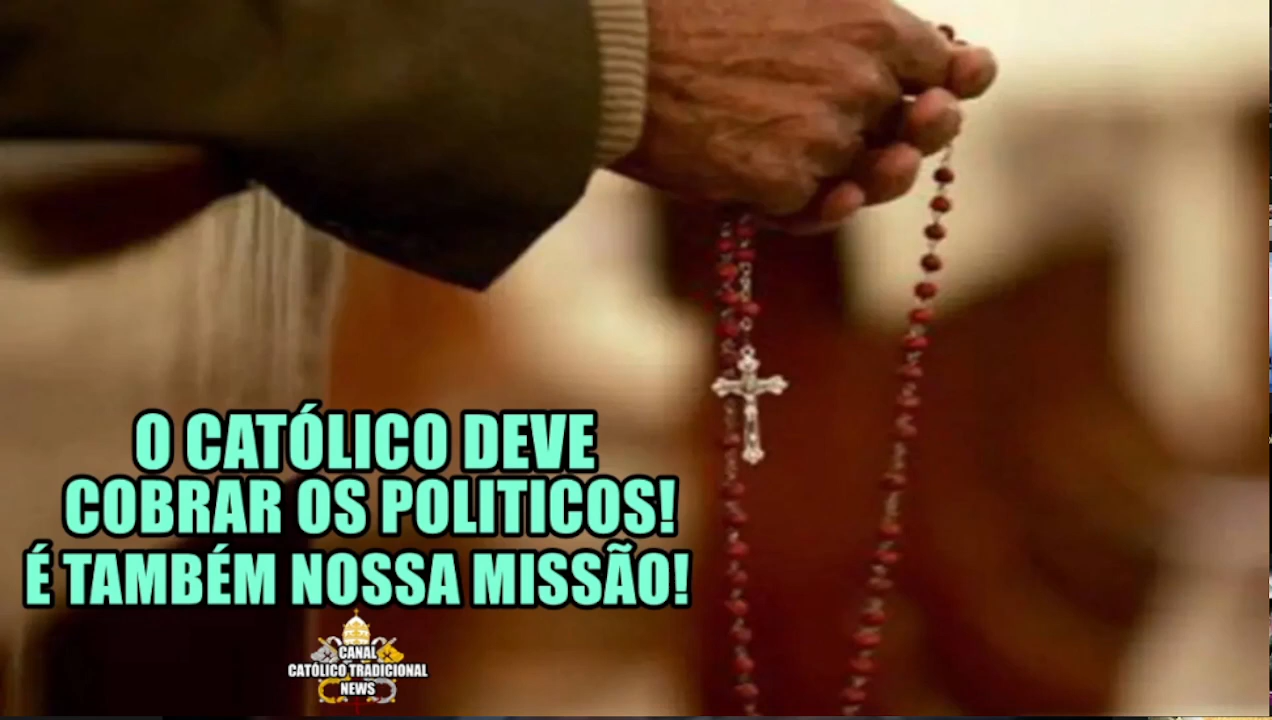 O CATÓLICO DEVE
COBRAR OS POLITICOS!
É TAMBÉM NOSSA MISSÃO!
CANAL
CATÓLICO TRADICIONAL
NEWS